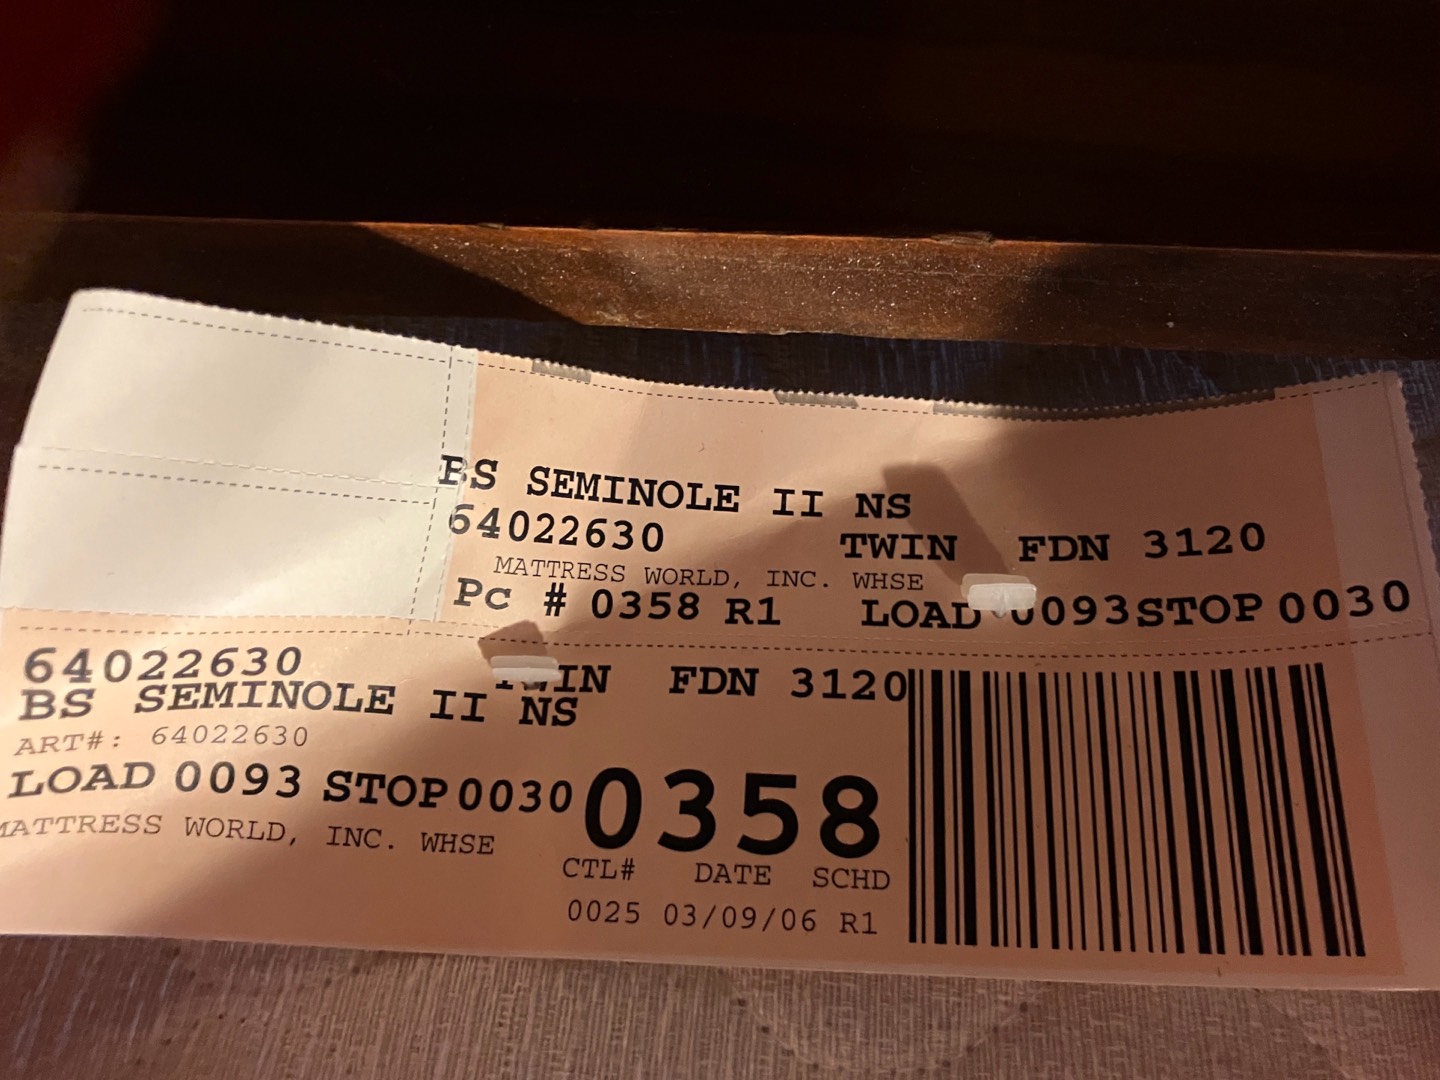 BS SEMINOLE II NS
64022630 TWIN FDN 3120
MATTRESS WORLD, INC. WHSE
Pc # 0358 R1 LOAD 0093 STOP 0030
64022630 TWIN FDN 3120
BS SEMINOLE II NS
ART#: 64022630
LOAD 0093 STOP 0030 0358
MATTRESS WORLD, INC. WHSE
CTL# DATE SCHD
0025 03/09/06 R1